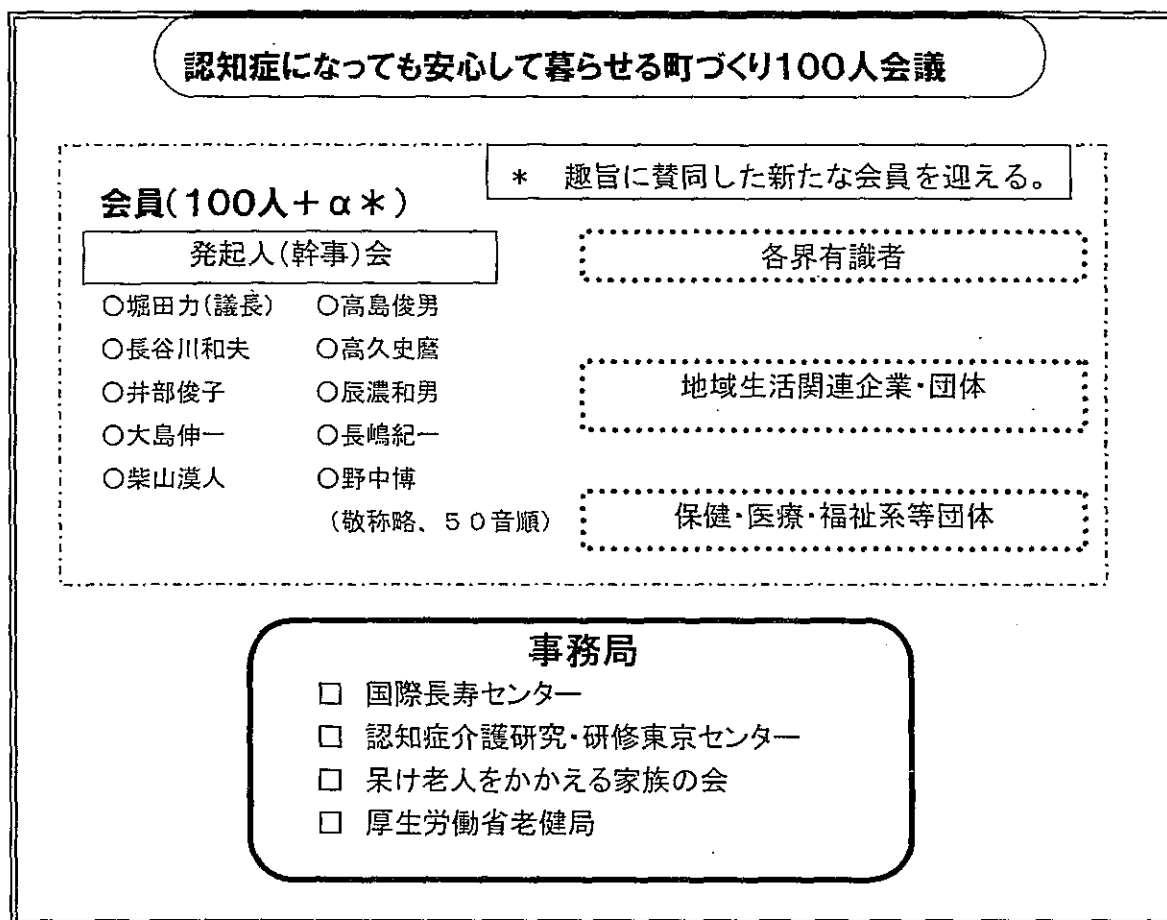 認知症になっても安心して暮らせる町づくり100人会議
* 趣旨に賛同した新たな会員を迎える。
会員(100人+α*)
発起人(幹事)会
○堀田力(議長) ○高島俊男
○長谷川和夫 ○高久史麿
○井部俊子 ○辰濃和男
○大島伸一 ○長嶋紀一
○柴山漠人 ○野中博
(敬称略、50音順)
各界有識者
地域生活関連企業・団体
保健・医療・福祉系等団体
事務局
□ 国際長寿センター
□ 認知症介護研究・研修東京センター
□ 呆け老人をかかえる家族の会
□ 厚生労働省老健局